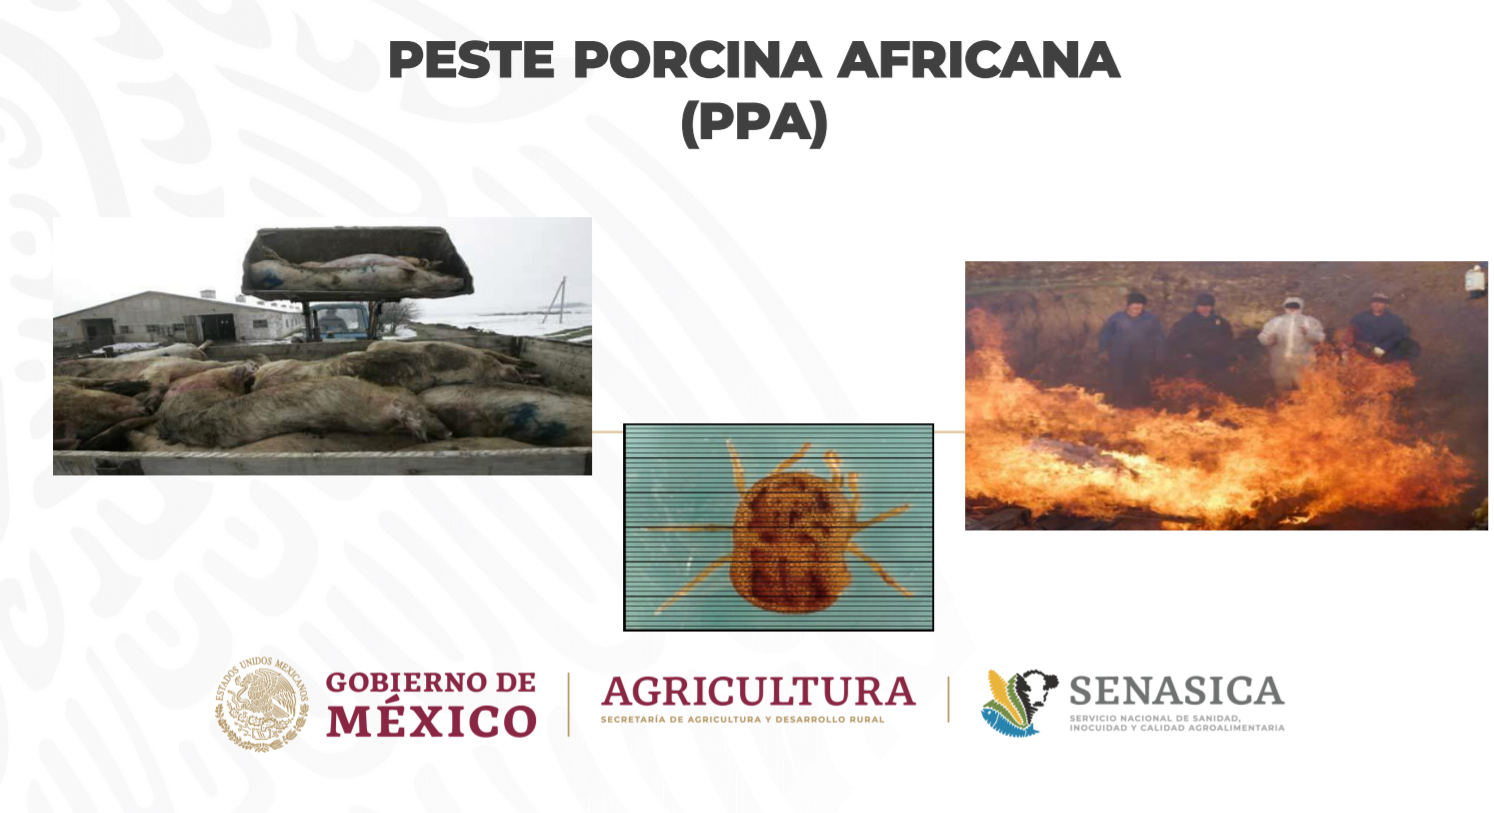 PESTE PORCINA AFRICANA
(PPA)
ESTADOS UNIDOS MEXICANOS
GOBIERNO DE
MÉXICO
AGRICULTURA
SECRETARÍA DE AGRICULTURA Y DESARROLLO RURAL
SENASICA
SERVICIO NACIONAL DE SANIDAD,
INOCUIDAD Y CALIDAD AGROALIMENTARIA